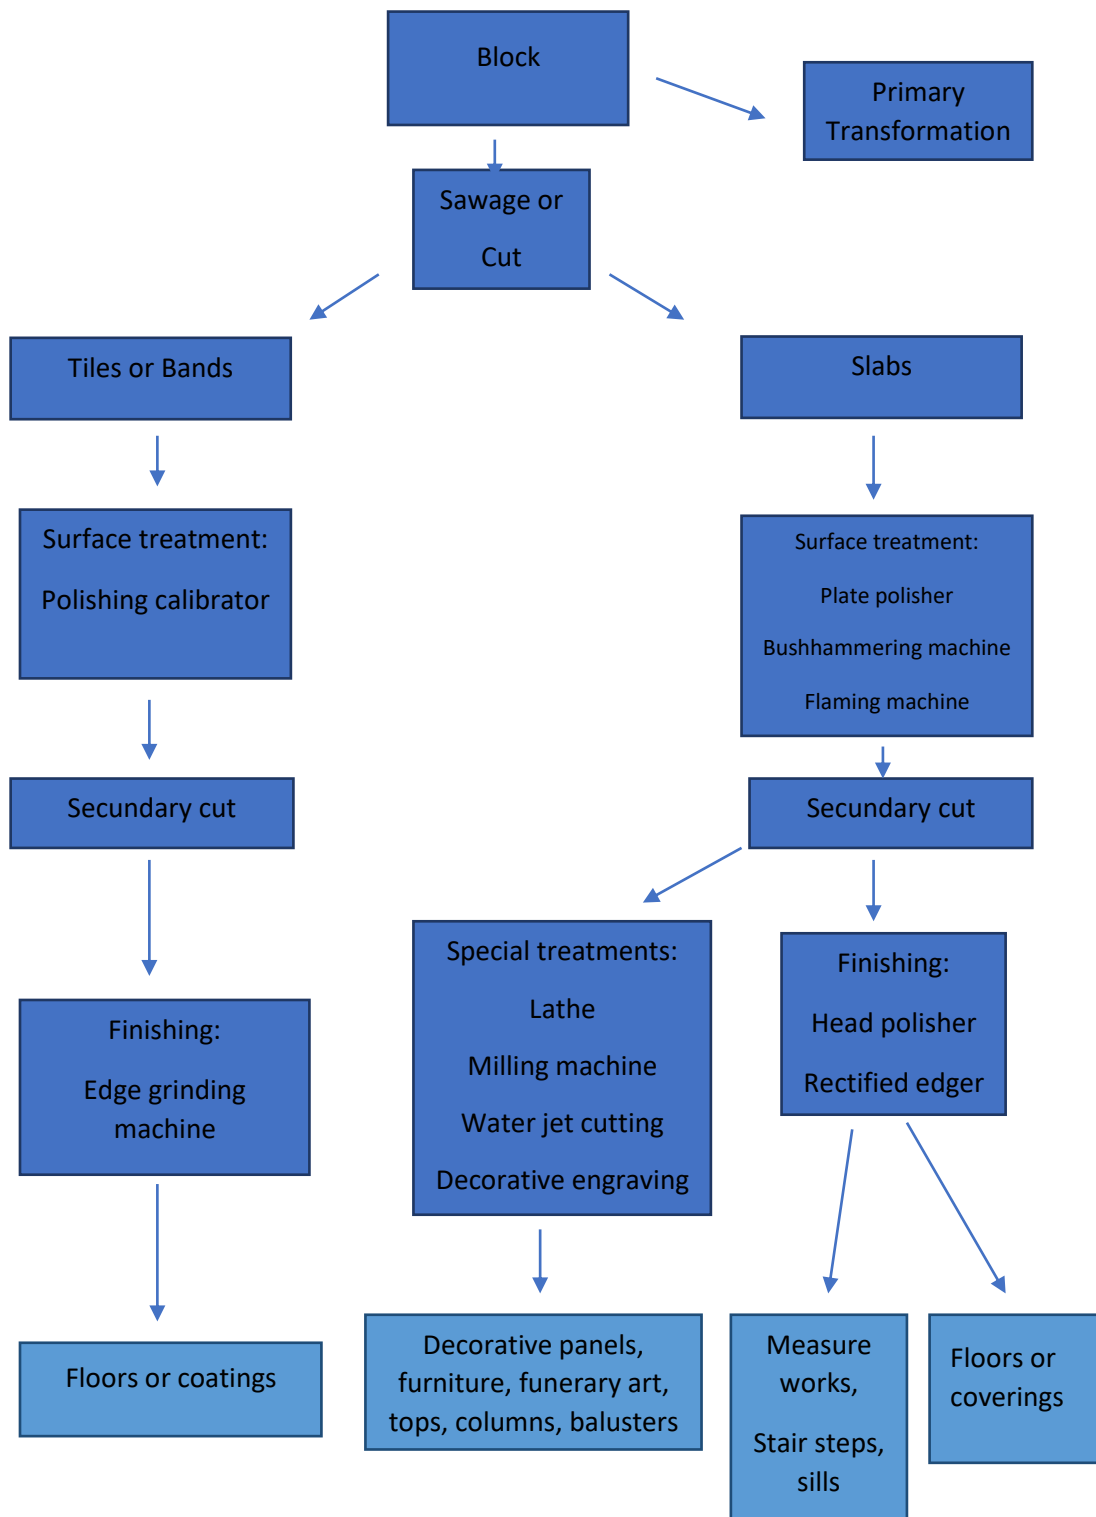 Block
Primary
Transformation
Sawage or
Cut
Tiles or Bands
Slabs
Surface treatment:
Polishing calibrator
Surface treatment:
Plate polisher
Bushhammering machine
Flaming machine
Secundary cut
Secundary cut
Special treatments:
Lathe
Milling machine
Water jet cutting
Decorative engraving
Finishing:
Head polisher
Rectified edger
Finishing:
Edge grinding
machine
Floors or coatings
Decorative panels,
furniture, funerary art,
tops, columns, balusters
Measure
works,
Stair steps,
sills
Floors or
coverings